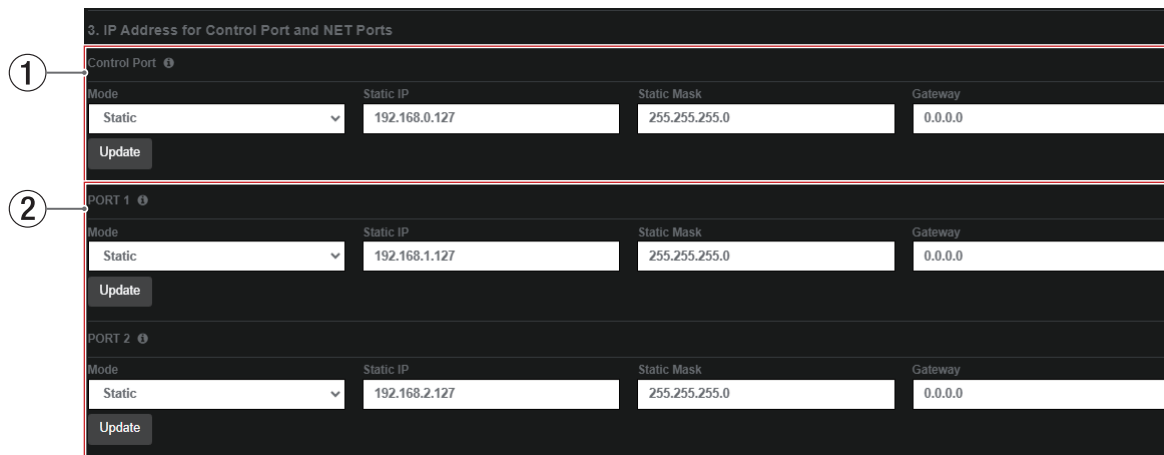 3. IP Address for Control Port and NET Ports
① Control Port
Mode Static IP Static Mask Gateway
Static 192.168.0.127 255.255.255.0 0.0.0.0
Update
② PORT 1
Mode Static IP Static Mask Gateway
Static 192.168.1.127 255.255.255.0 0.0.0.0
Update
PORT 2
Mode Static IP Static Mask Gateway
Static 192.168.2.127 255.255.255.0 0.0.0.0
Update